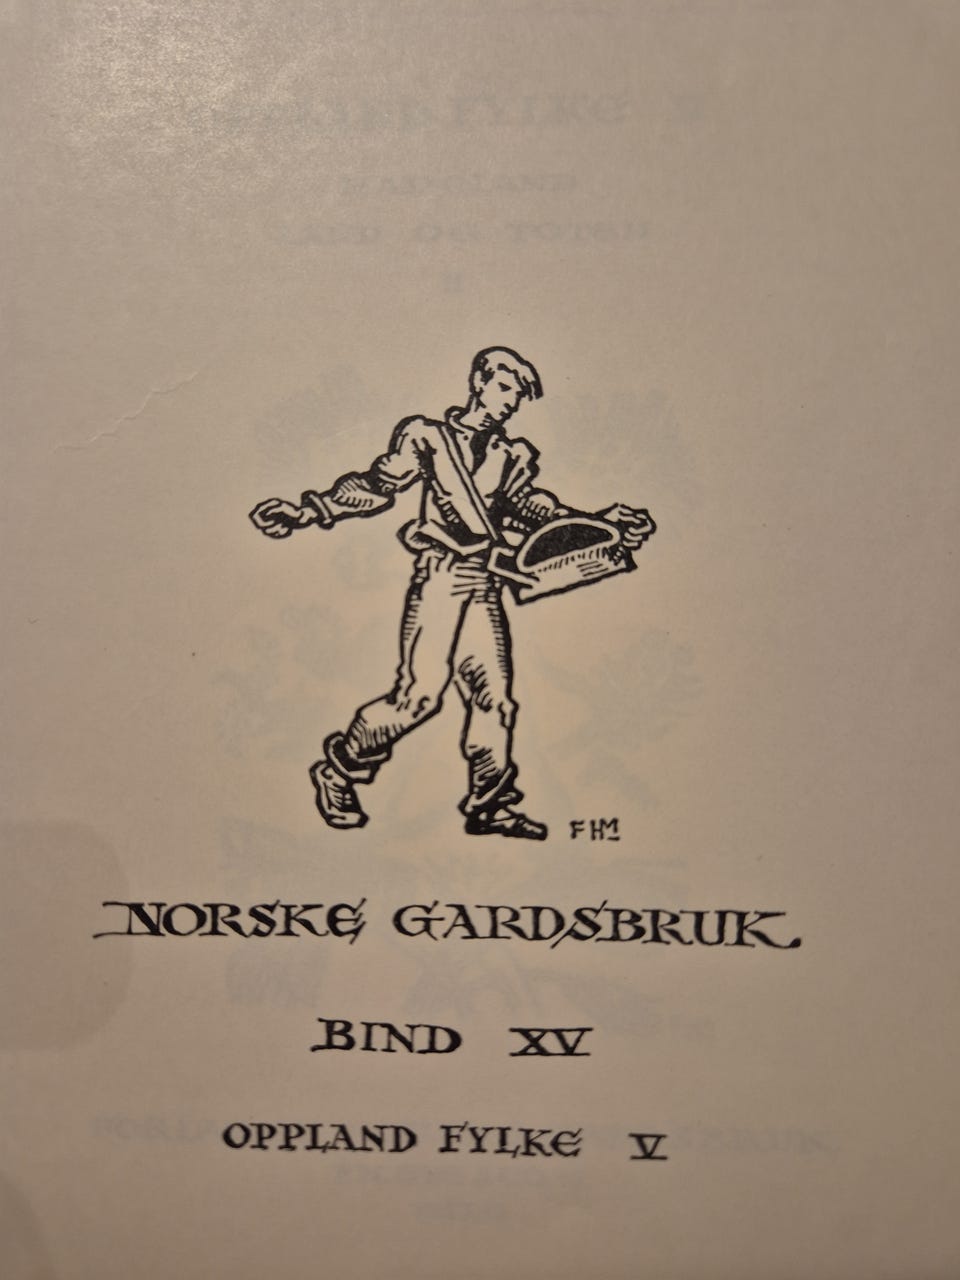 FHM
NORSKE GARDSBRUK
BIND XV
OPPLAND FYLKE V